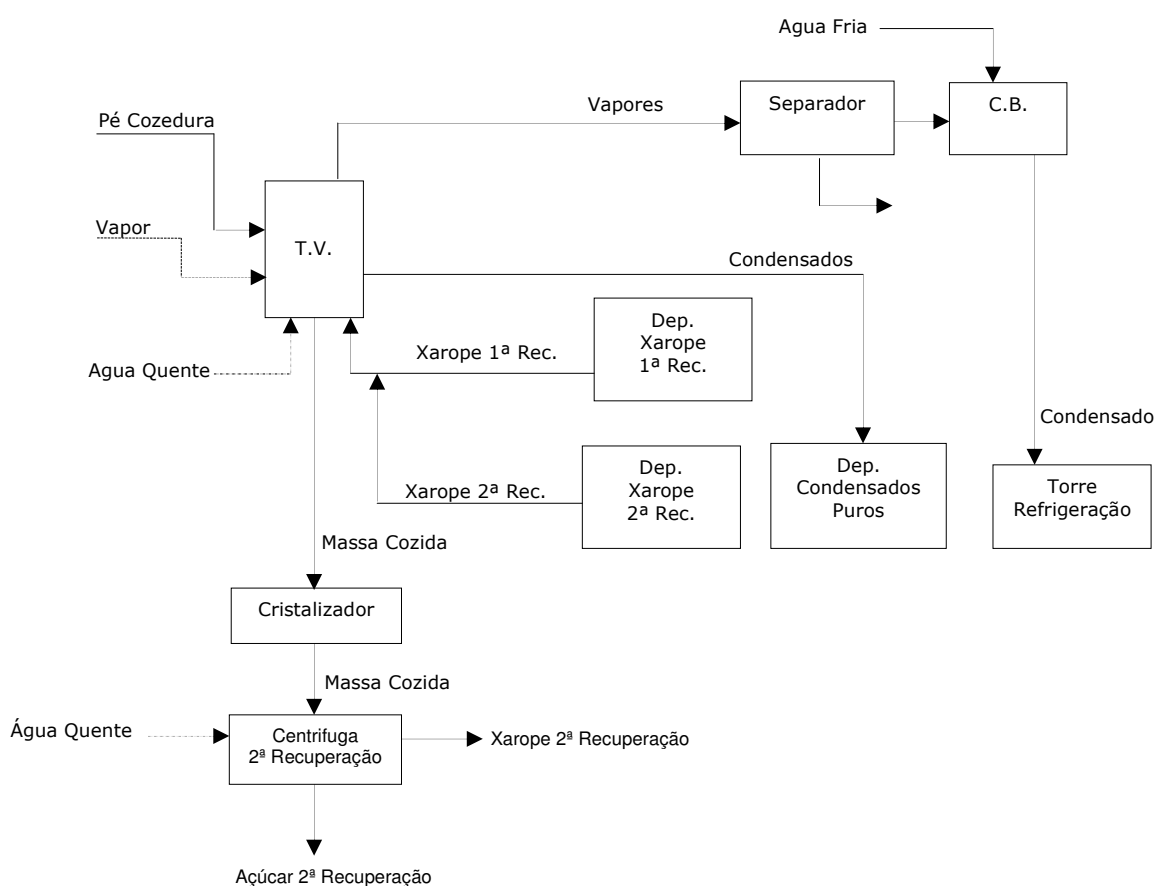 Agua Fria
Separador
C.B.
Vapores
Pé Cozedura
Vapor
T.V.
Condensados
Dep.
Xarope
1ª Rec.
Xarope 1ª Rec.
Agua Quente
Condensado
Dep.
Xarope
2ª Rec.
Xarope 2ª Rec.
Dep.
Condensados
Puros
Torre
Refrigeração
Massa Cozida
Cristalizador
Massa Cozida
Água Quente
Centrifuga
2ª Recuperação
Xarope 2ª Recuperação
Açúcar 2ª Recuperação